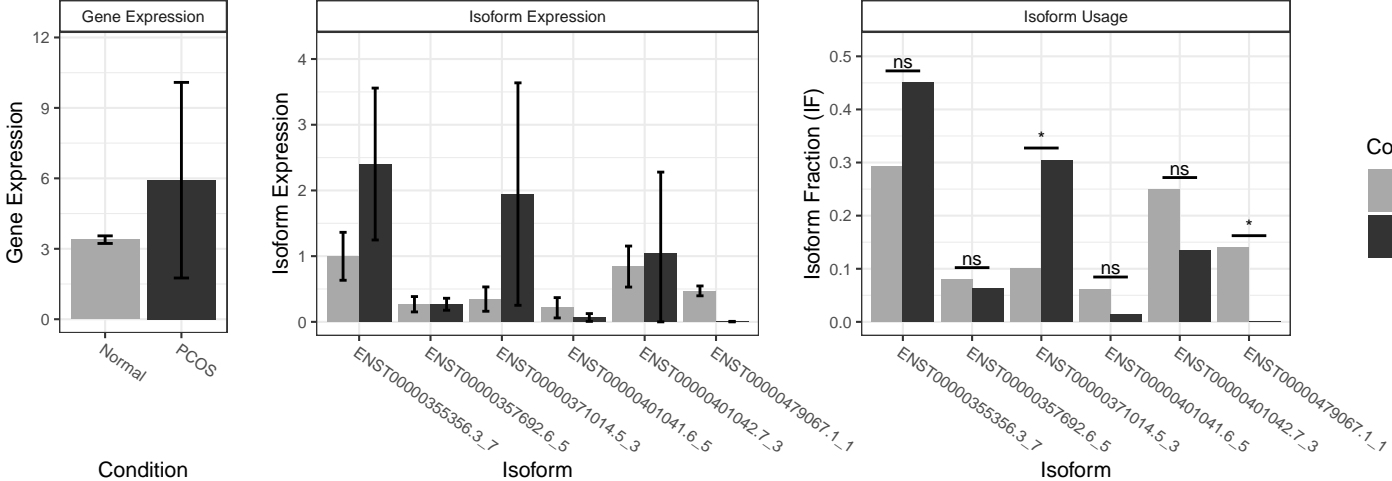 Gene Expression
Gene Expression
12
9
6
3
0
Normal
PCOS
Condition
Isoform Expression
Isoform Expression
4
3
2
1
0
ENST00000355356.3_7
ENST00000357692.6_5
ENST00000371014.5_3
ENST00000401041.6_5
ENST00000401042.7_3
ENST00000479067.1_1
Isoform
Isoform Usage
Isoform Fraction (IF)
0.5
0.4
0.3
0.2
0.1
0.0
ns
ns
*
ns
ns
*
ENST00000355356.3_7
ENST00000357692.6_5
ENST00000371014.5_3
ENST00000401041.6_5
ENST00000401042.7_3
ENST00000479067.1_1
Isoform
Co